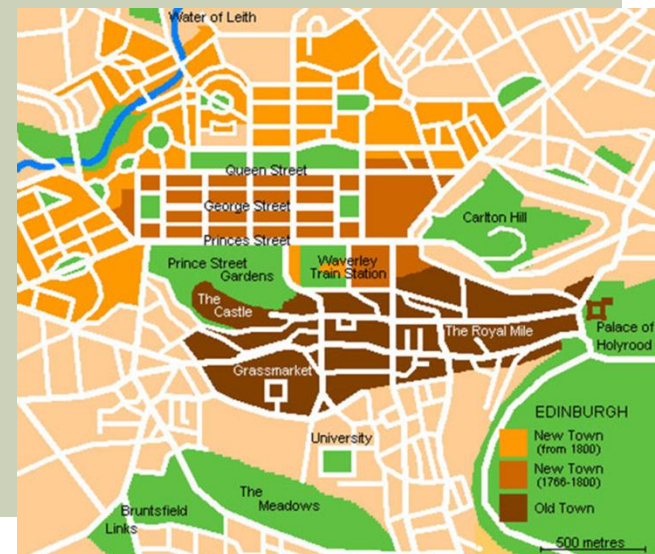 Water of Leith
Queen Street
George Street
Carlton Hill
Princes Street
Prince Street
Gardens
Waverley
Train Station
The
Castle
The Royal Mile
Palace of
Holyrood
Grassmarket
EDINBURGH
New Town
(from 1800)
New Town
(1766-1800)
Old Town
500 metres
University
The
Meadows
Bruntsfield
Links